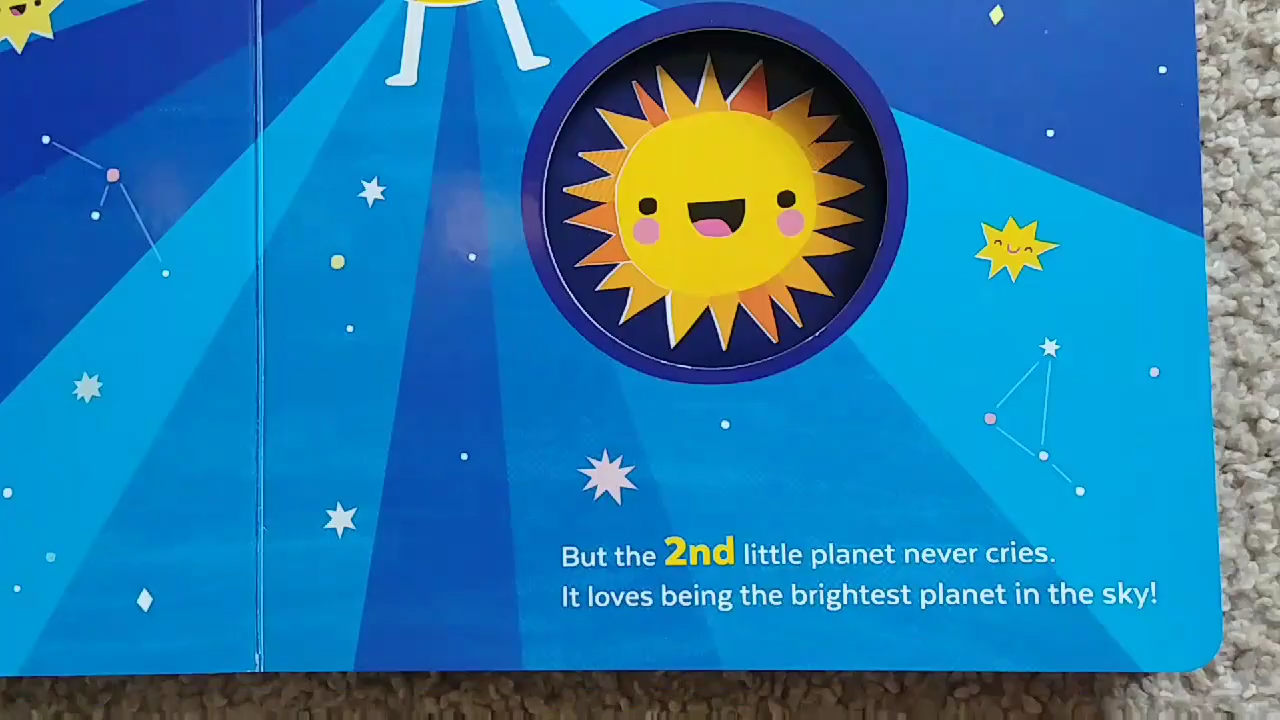 But the 2nd little planet never cries.
It loves being the brightest planet in the sky!